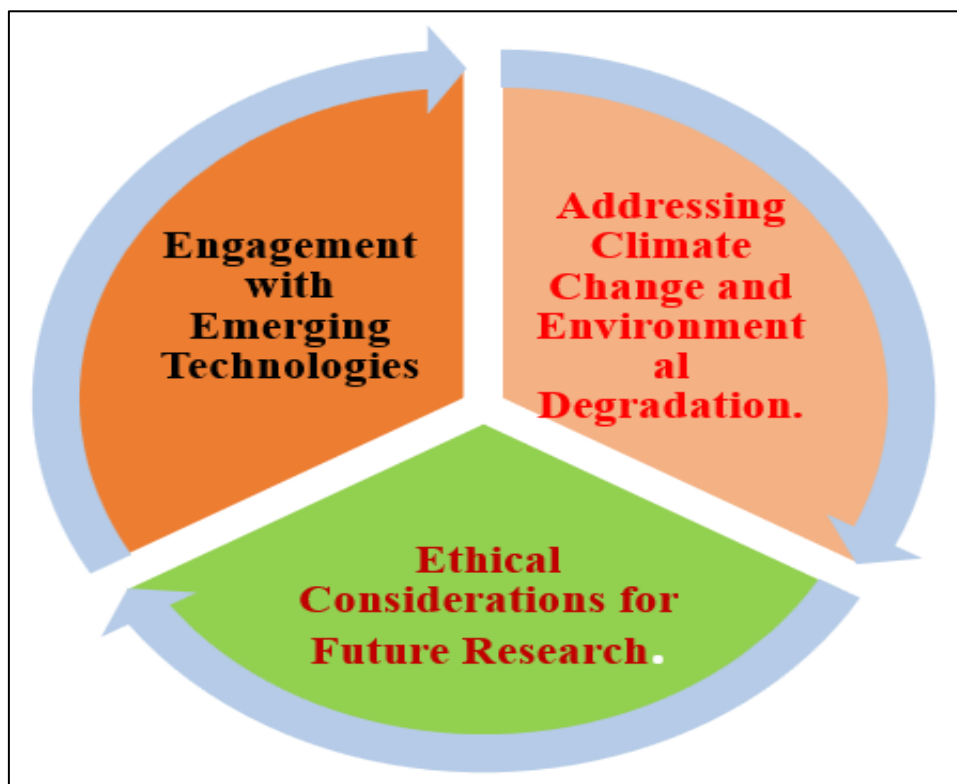 Engagement
with
Emerging
Technologies
Addressing
Climate
Change and
Environment
al
Degradation.
Ethical
Considerations for
Future Research.